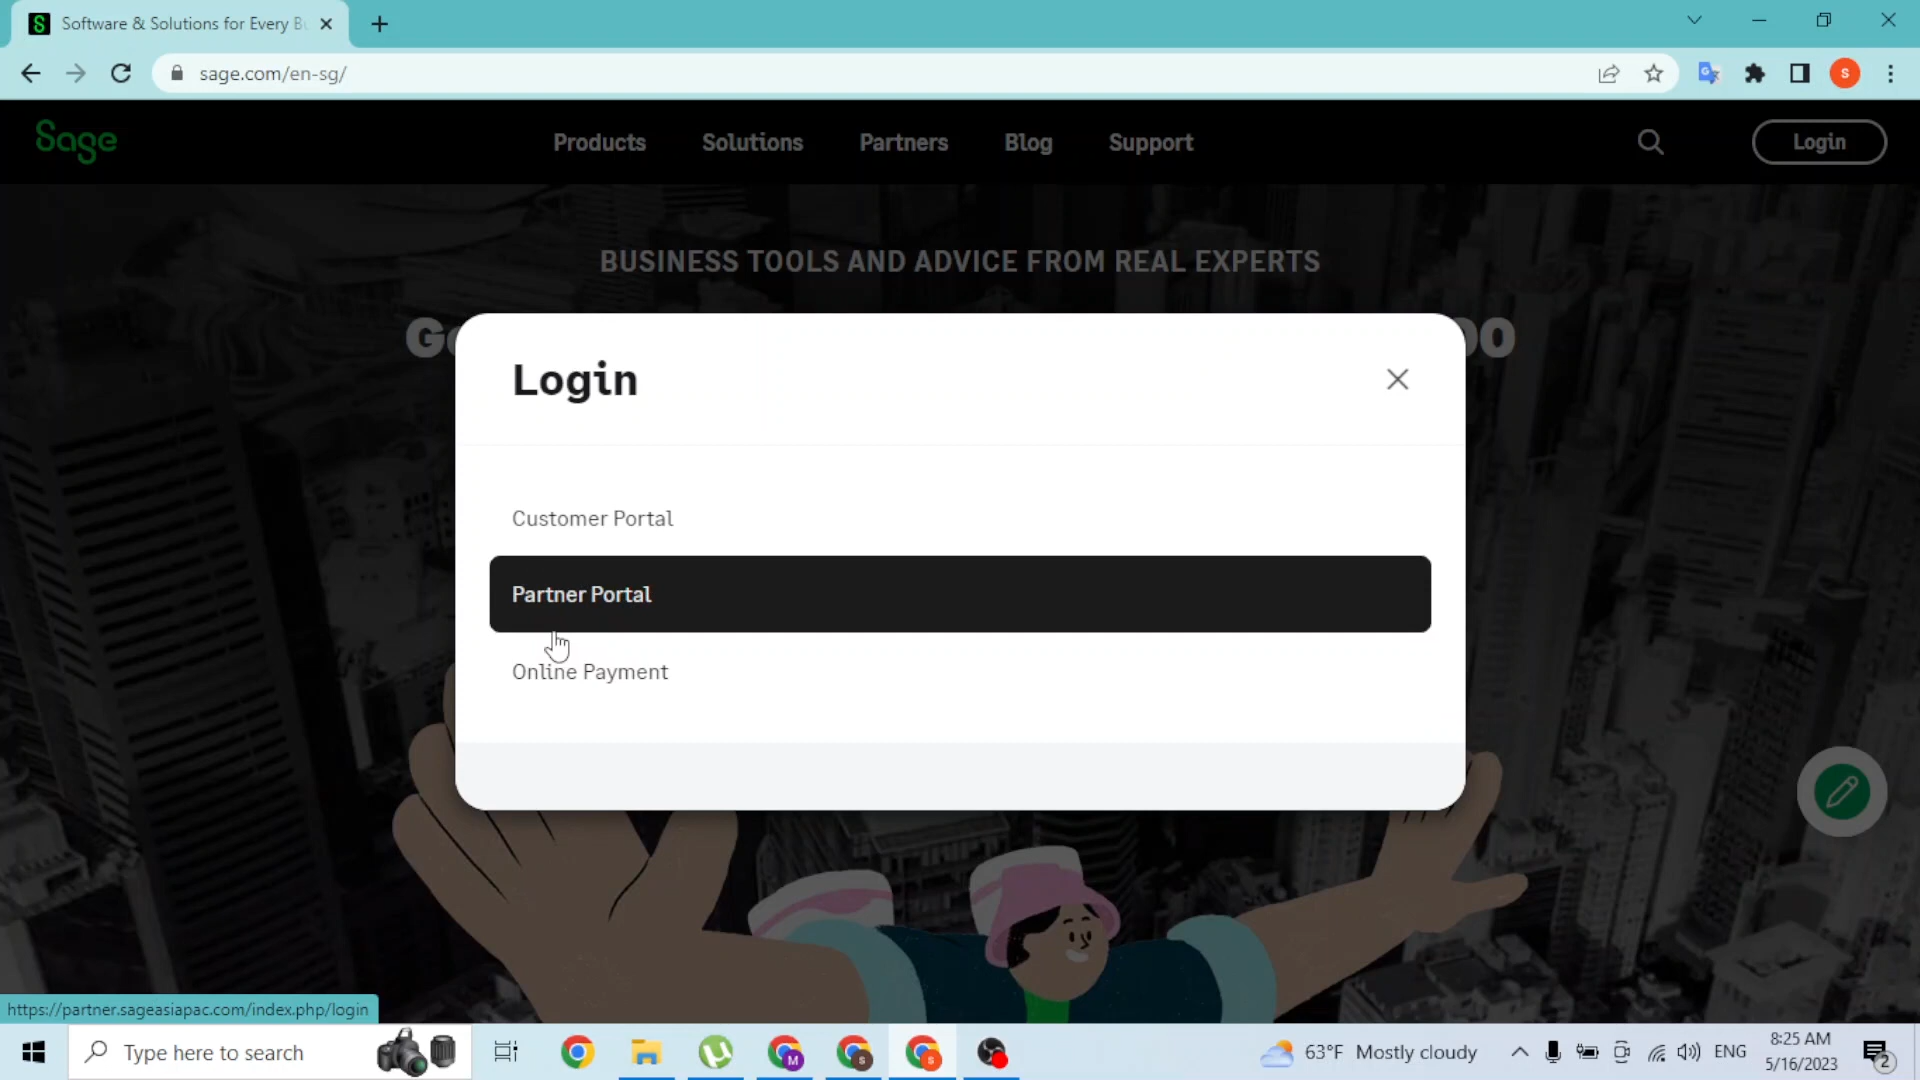 Software & Solutions for Every B
sage.com/en-sg/
S
Sage
Products
Solutions
Partners
Blog
Support
Login
BUSINESS TOOLS AND ADVICE FROM REAL EXPERTS
Login
Customer Portal
Partner Portal
Online Payment
https://partner.sageasiapac.com/index.php/login
Type here to search
63°F Mostly cloudy
ENG
8:25 AM
5/16/2023
2